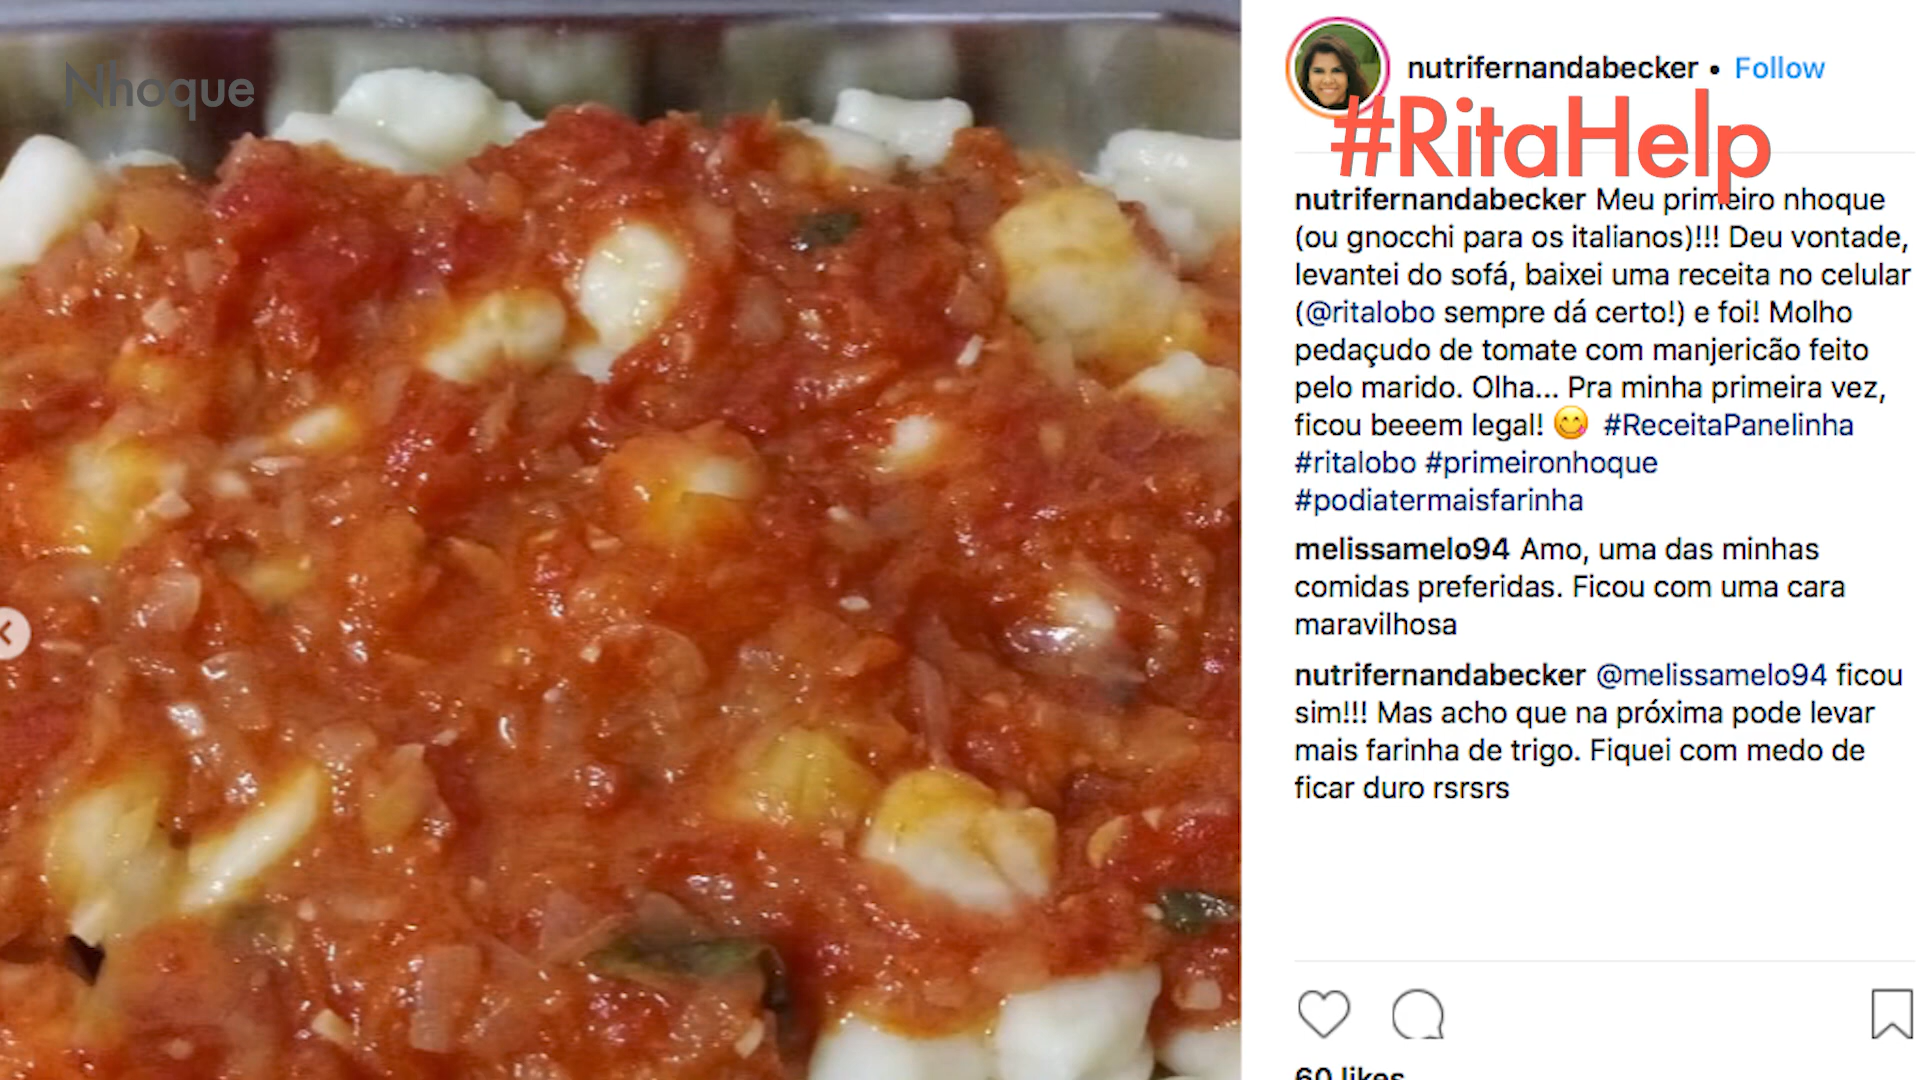 Nhoque
nutrifernandabecker • Follow
#RitaHelp
nutrifernandabecker Meu primeiro nhoque
(ou gnocchi para os italianos)!!! Deu vontade,
levantei do sofá, baixei uma receita no celular
(@ritalobo sempre dá certo!) e foi! Molho
pedaçudo de tomate com manjericão feito
pelo marido. Olha... Pra minha primeira vez,
ficou beeem legal! 😋 #ReceitaPanelinha
#ritalobo #primeironhoque
#podiatermaisfarinha
melissamelo94 Amo, uma das minhas
comidas preferidas. Ficou com uma cara
maravilhosa
nutrifernandabecker @melissamelo94 ficou
sim!!! Mas acho que na próxima pode levar
mais farinha de trigo. Fiquei com medo de
ficar duro rsrsrs
60 likes